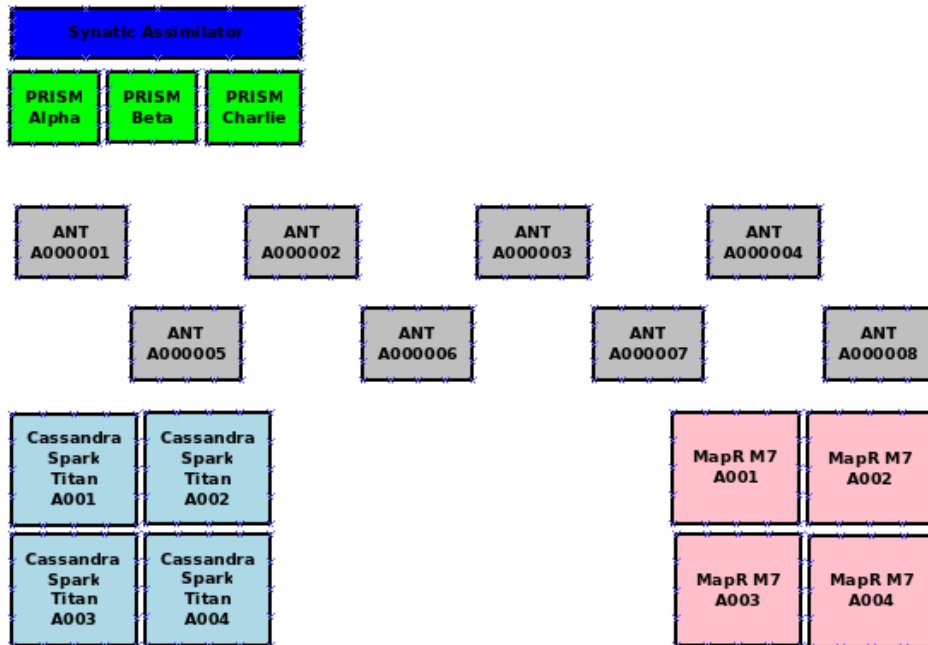 Synatic Assimilator
PRISM
Alpha
PRISM
Beta
PRISM
Charlie
ANT
A000001
ANT
A000002
ANT
A000003
ANT
A000004
ANT
A000005
ANT
A000006
ANT
A000007
ANT
A000008
Cassandra
Spark
Titan
A001
Cassandra
Spark
Titan
A002
MapR M7
A001
MapR M7
A002
Cassandra
Spark
Titan
A003
Cassandra
Spark
Titan
A004
MapR M7
A003
MapR M7
A004